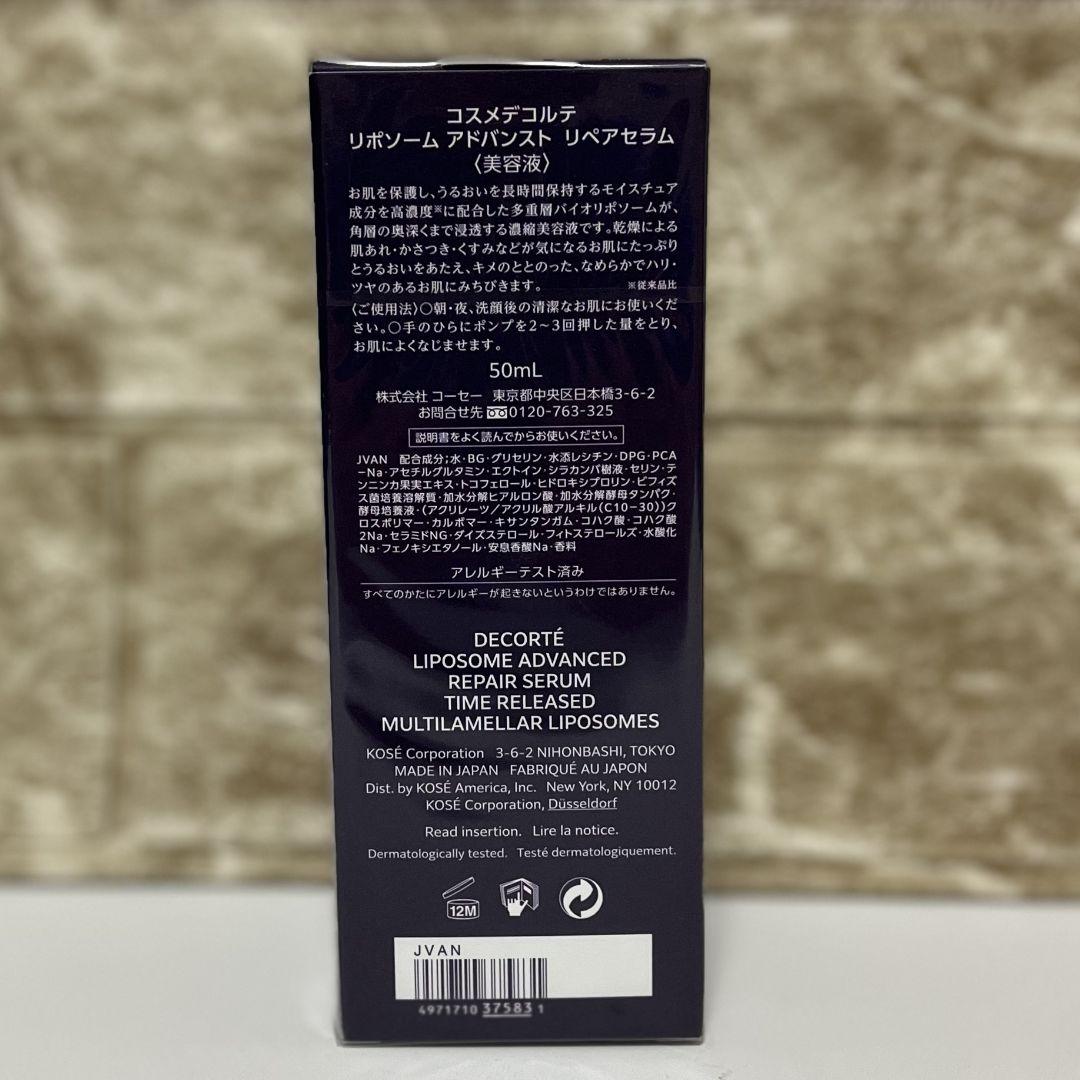 コスメデコルテ
リポソーム アドバンスト リペアセラム
〈美容液〉
お肌を保護し、うるおいを長時間保持するモイスチュア
成分を高濃度※に配合した多重層バイオリポソームが、
角層の奥深くまで浸透する濃縮美容液です。乾燥による
肌あれ・かさつき・くすみなどが気になるお肌にたっぷり
とうるおいをあたえ、キメのととのった、なめらかでハリ・
ツヤのあるお肌にみちびきます。 ※従来品比
〈ご使用法〉○朝・夜、洗顔後の清潔なお肌にお使いくだ
さい。○手のひらにポンプを2～3回押した量をとり、
お肌によくなじませます。
50mL
株式会社 コーセー 東京都中央区日本橋3-6-2
お問合せ先 0120-763-325
説明書をよく読んでからお使いください。
JVAN 配合成分;水・BG・グリセリン・水添レシチン・DPG・PCA
-Na・アセチルグルタミン・エクトイン・シラカンバ樹液・セリン・テ
ンニンカ果実エキス・トコフェロール・ヒドロキシプロリン・ビフィズ
ス菌培養溶解質・加水分解ヒアルロン酸・加水分解酵母タンパク・
酵母培養液・(アクリレーツ/アクリル酸アルキル(C10-30))ク
ロスポリマー・カルボマー・キサンタンガム・コハク酸・コハク酸
2Na・セラミドNG・ダイズステロール・フィトステロールズ・水酸化
Na・フェノキシエタノール・安息香酸Na・香料
アレルギーテスト済み
すべてのかたにアレルギーが起きないというわけではありません。
DECORTÉ
LIPOSOME ADVANCED
REPAIR SERUM
TIME RELEASED
MULTILAMELLAR LIPOSOMES
KOSÉ Corporation 3-6-2 NIHONBASHI, TOKYO
MADE IN JAPAN FABRIQUÉ AU JAPON
Dist. by KOSÉ America, Inc. New York, NY 10012
KOSÉ Corporation, Düsseldorf
Read insertion. Lire la notice.
Dermatologically tested. Testé dermatologiquement.
12M
JVAN
4971710 37583 1